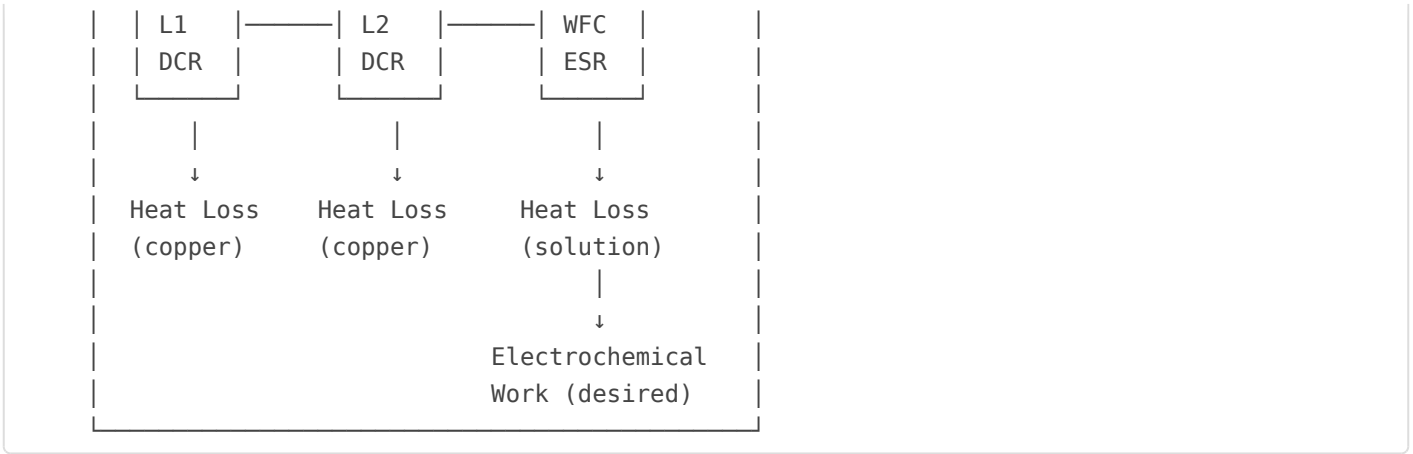 L1 L2 WFC
DCR DCR ESR
↓ ↓ ↓
Heat Loss Heat Loss Heat Loss
(copper) (copper) (solution)
↓
Electrochemical
Work (desired)